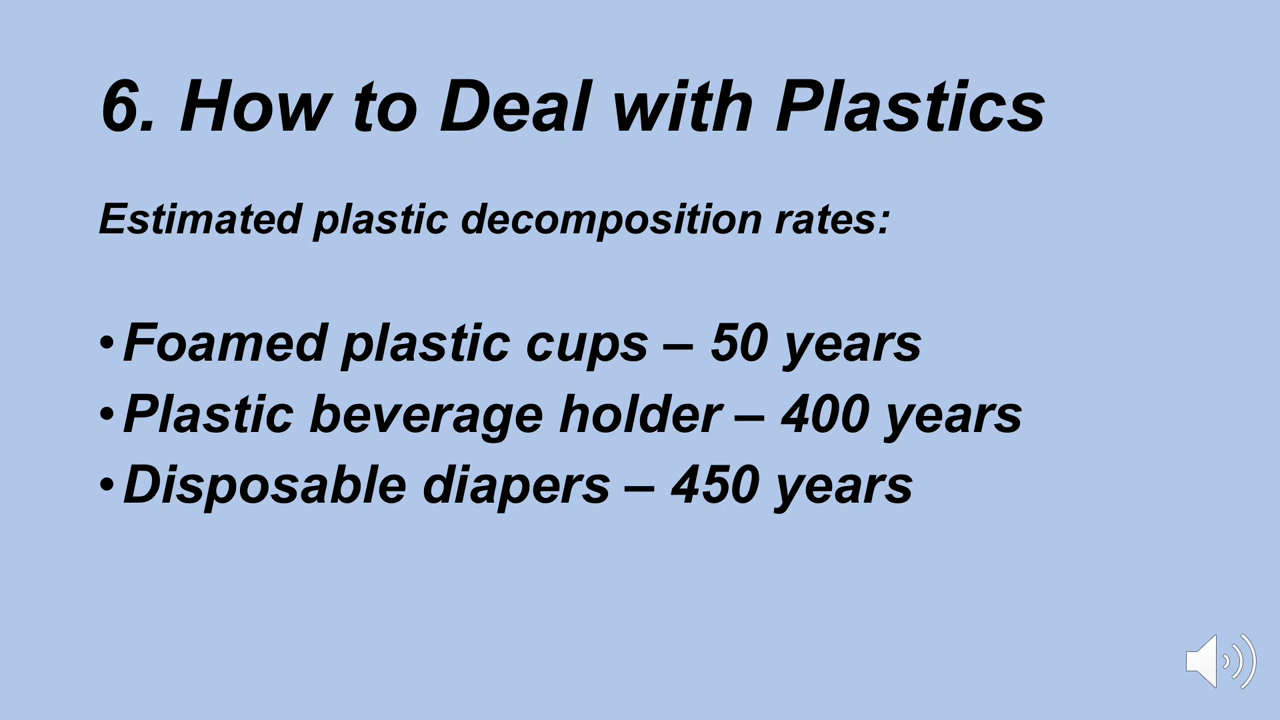 6. How to Deal with Plastics
Estimated plastic decomposition rates:
•Foamed plastic cups – 50 years
•Plastic beverage holder – 400 years
•Disposable diapers – 450 years